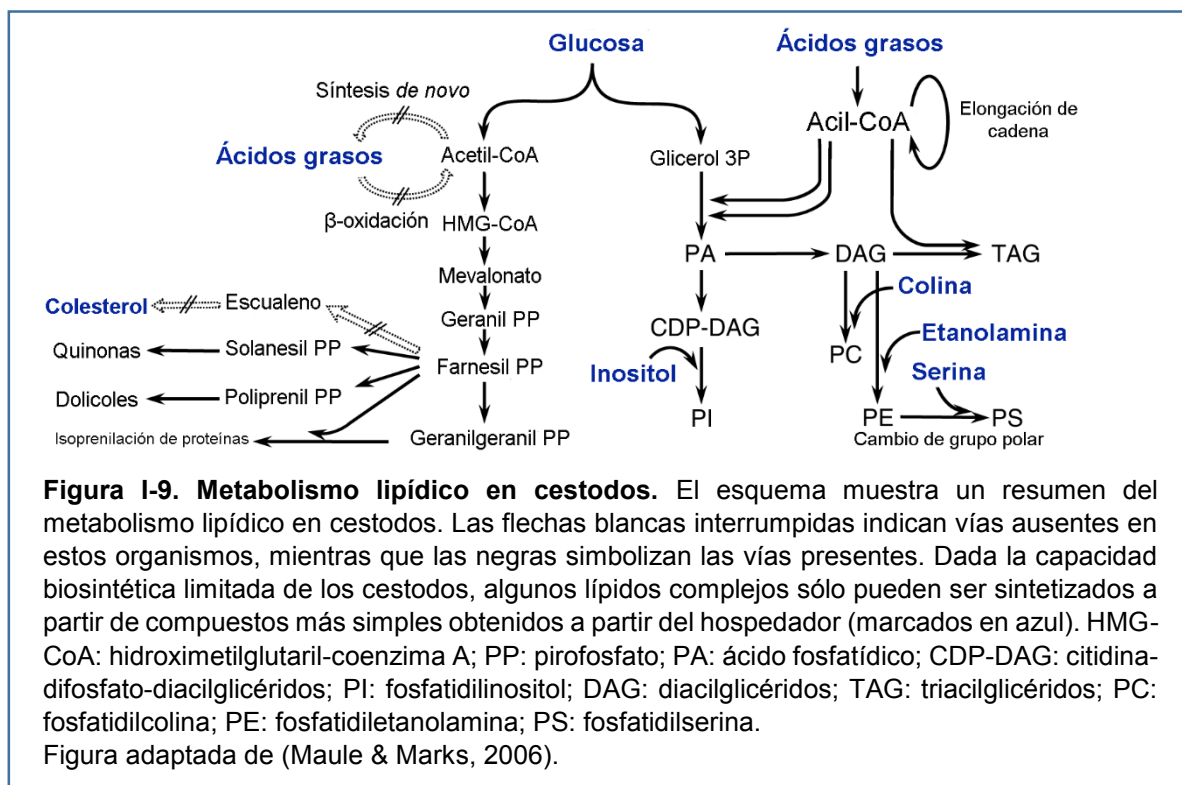 Glucosa
Ácidos grasos
Síntesis de novo
Acil-CoA
Elongación de
cadena
Ácidos grasos
Acetil-CoA
Glicerol 3P
β-oxidación
HMG-CoA
PA
DAG
TAG
Mevalonato
Colina
Colesterol
Escualeno
Geranil PP
CDP-DAG
Etanolamina
Quinonas
Solanesil PP
Farnesil PP
Inositol
PC
Serina
Dolicoles
Poliprenil PP
PI
PE
PS
Isoprenilación de proteínas
Geranilgeranil PP
Cambio de grupo polar
Figura I-9. Metabolismo lipídico en cestodos. El esquema muestra un resumen del
metabolismo lipídico en cestodos. Las flechas blancas interrumpidas indican vías ausentes en
estos organismos, mientras que las negras simbolizan las vías presentes. Dada la capacidad
biosintética limitada de los cestodos, algunos lípidos complejos sólo pueden ser sintetizados a
partir de compuestos más simples obtenidos a partir del hospedador (marcados en azul). HMG-
CoA: hidroximetilglutaril-coenzima A; PP: pirofosfato; PA: ácido fosfatídico; CDP-DAG: citidina-
difosfato-diacilglicéridos; PI: fosfatidilinositol; DAG: diacilglicéridos; TAG: triacilglicéridos; PC:
fosfatidilcolina; PE: fosfatidiletanolamina; PS: fosfatidilserina.
Figura adaptada de (Maule & Marks, 2006).